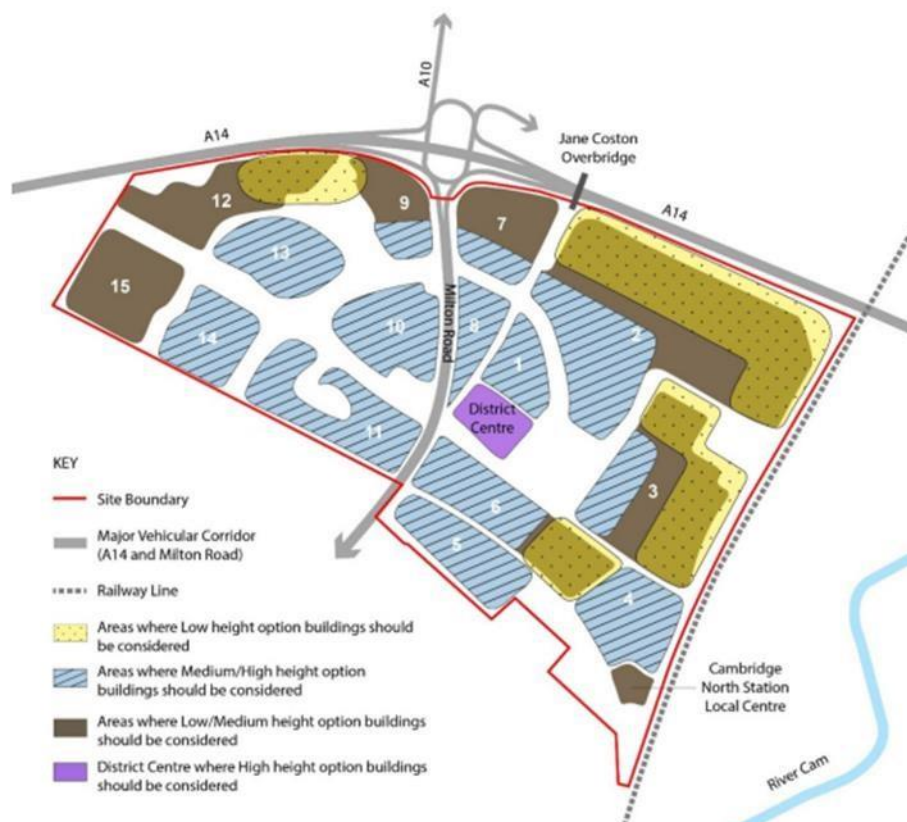 A10
A14
Jane Coston
Overbridge
A14
12
9
7
13
15
Milton Road
10
8
2
14
1
District
Centre
11
3
6
5
4
KEY
Site Boundary
Major Vehicular Corridor
(A14 and Milton Road)
Railway Line
Areas where Low height option buildings should
be considered
Areas where Medium/High height option
buildings should be considered
Areas where Low/Medium height option buildings
should be considered
District Centre where High height option buildings
should be considered
Cambridge
North Station
Local Centre
River Cam